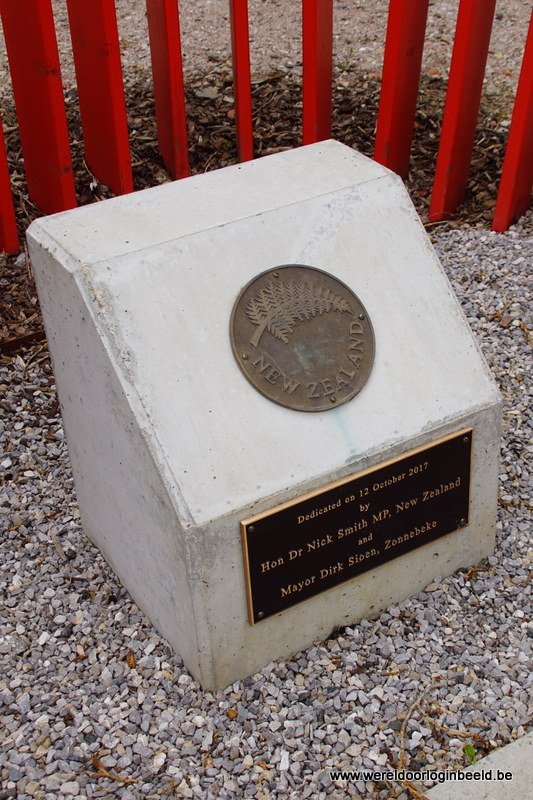 NEW ZEALAND
Dedicated on 12 October 2017
by
Hon Dr Nick Smith MP, New Zealand
and
Mayor Dirk Sioen, Zonnebeke
www.wereldoorloginbeeld.be